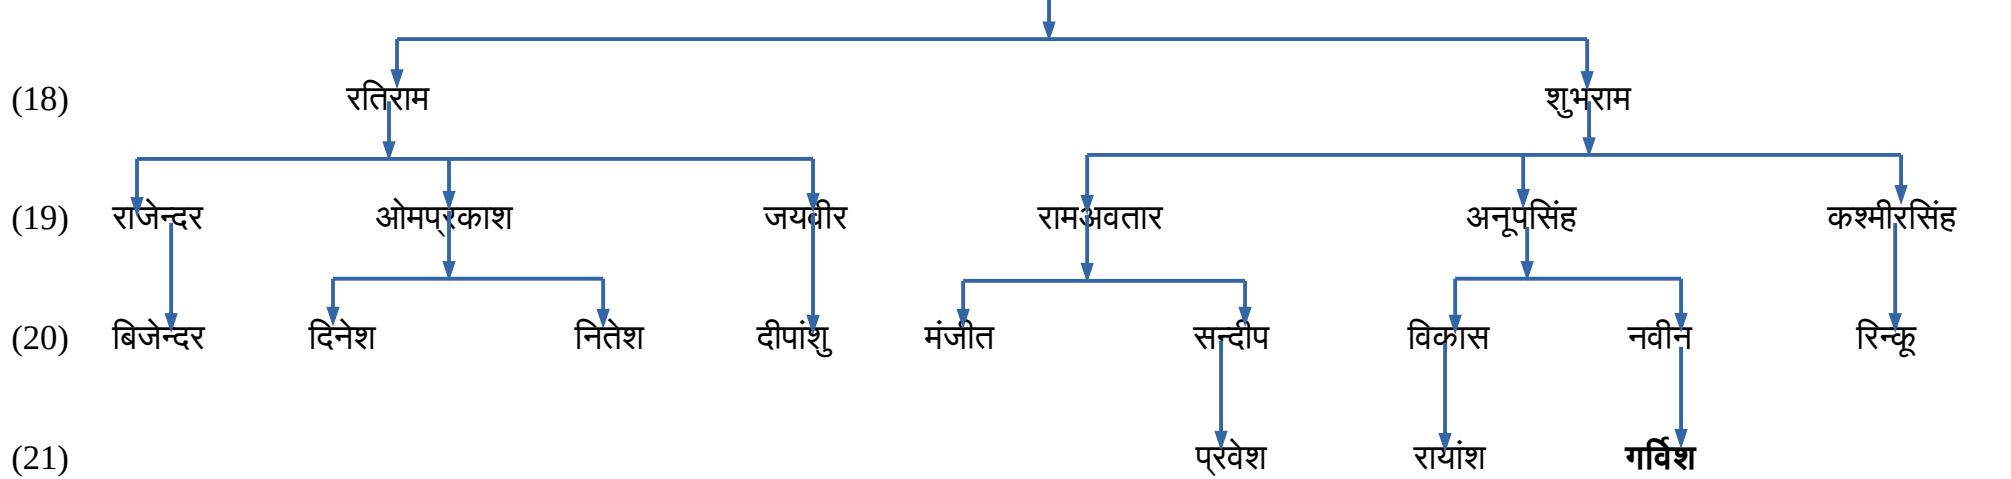 (18) रतिराम शुभराम
(19) राजेन्दर ओमप्रकाश जयवीर रामअवतार अनूपसिंह कश्मीरसिंह
(20) बिजेन्दर दिनेश नितेश दीपांशु मंजीत सन्दीप विकास नवीन रिन्कू
(21) प्रवेश रायांश गर्विश